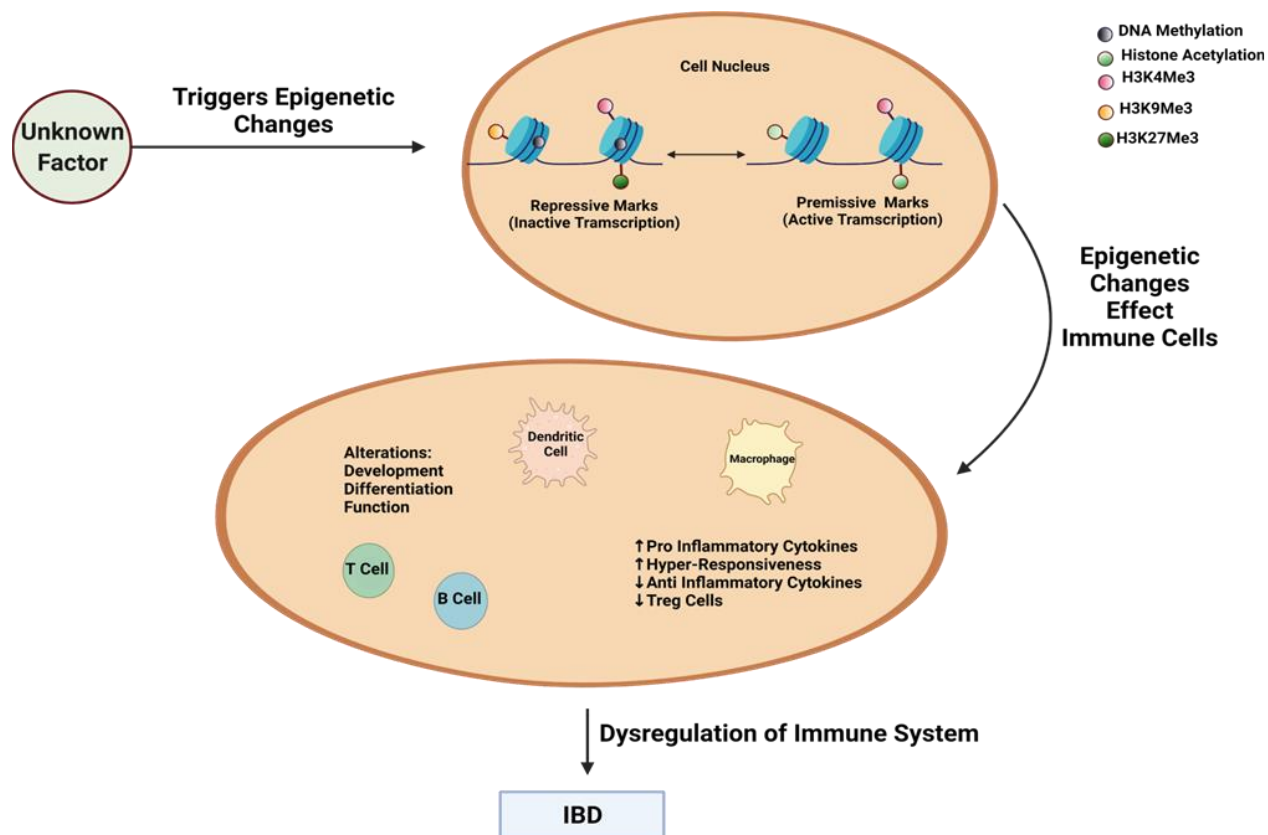 Unknown
Factor
Triggers Epigenetic
Changes
Cell Nucleus
Repressive Marks
(Inactive Transcription)
Premissive Marks
(Active Tramscription)
DNA Methylation
Histone Acetylation
H3K4Me3
H3K9Me3
H3K27Me3
Epigenetic
Changes
Effect
Immune Cells
Alterations:
Development
Differentiation
Function
Dendritic
Cell
Macrophage
T Cell
B Cell
↑Pro Inflammatory Cytokines
↑Hyper-Responsiveness
↓Anti Inflammatory Cytokines
↓Treg Cells
Dysregulation of Immune System
IBD